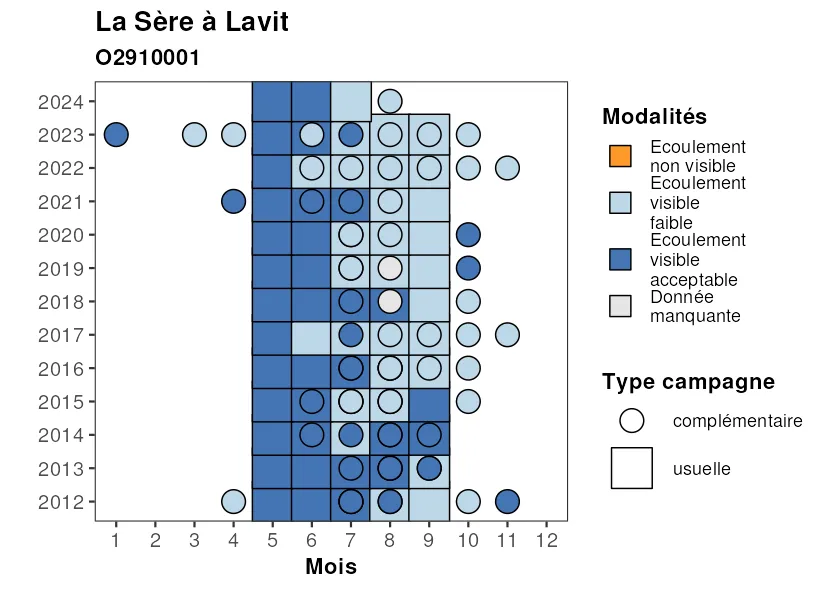 La Sère à Lavit
O2910001
2024
2023
2022
2021
2020
2019
2018
2017
2016
2015
2014
2013
2012
1 2 3 4 5 6 7 8 9 10 11 12
Mois
Modalités
Ecoulement
non visible
Ecoulement
visible
faible
Ecoulement
visible
acceptable
Donnée
manquante
Type campagne
complémentaire
usuelle